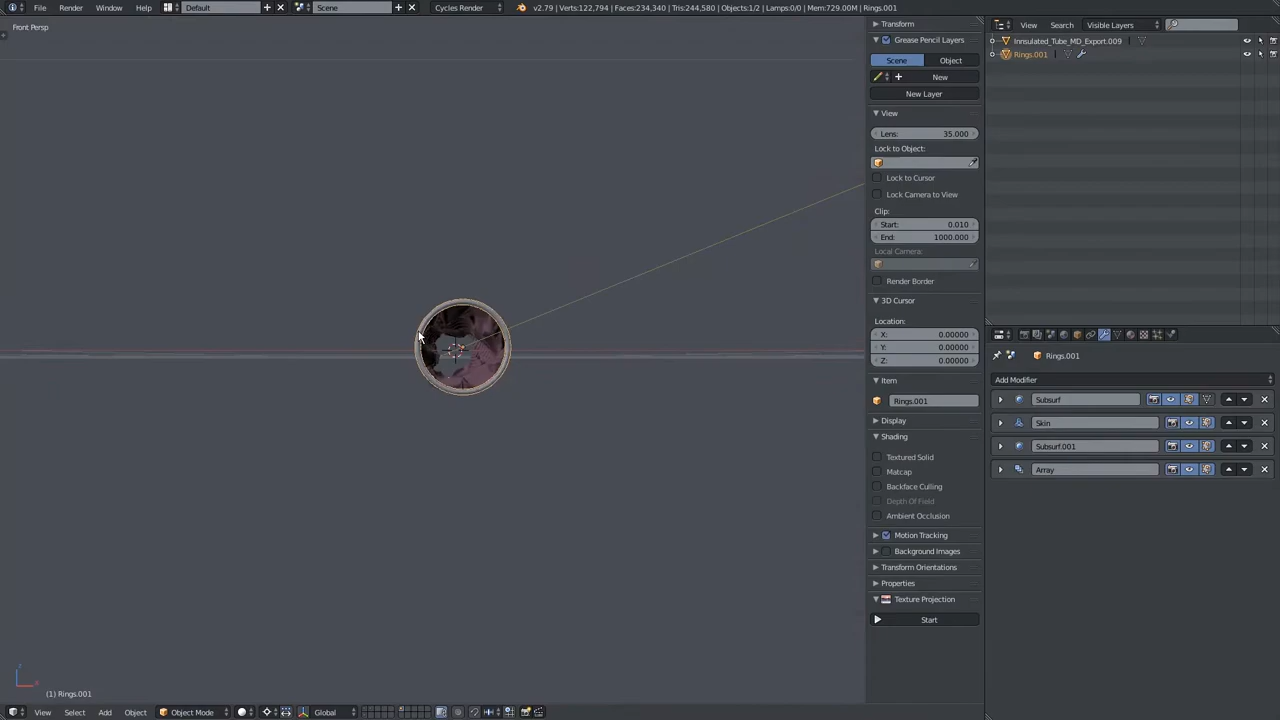 File Render Window Help Default Scene Cycles Render v2.79 | Verts:122,794 | Faces:234,340 | Tris:244,580 | Objects:1/2 | Lamps:0/0 | Mem:729.00M | Rings.001
Front Persp
(1) Rings.001
View Select Add Object Object Mode Global
Transform
Grease Pencil Layers
Scene Object
New
New Layer
View
Lens: 35.000
Lock to Object:
Lock to Cursor
Lock Camera to View
Clip:
Start: 0.010
End: 1000.000
Local Camera:
Render Border
3D Cursor
Location:
X: 0.00000
Y: 0.00000
Z: 0.00000
Item
Rings.001
Display
Shading
Textured Solid
Matcap
Backface Culling
Depth Of Field
Ambient Occlusion
Motion Tracking
Background Images
Transform Orientations
Properties
Texture Projection
Start
View Search Visible Layers
Innsulated_Tube_MD_Export.009
Rings.001
Rings.001
Add Modifier
Subsurf
Skin
Subsurf.001
Array